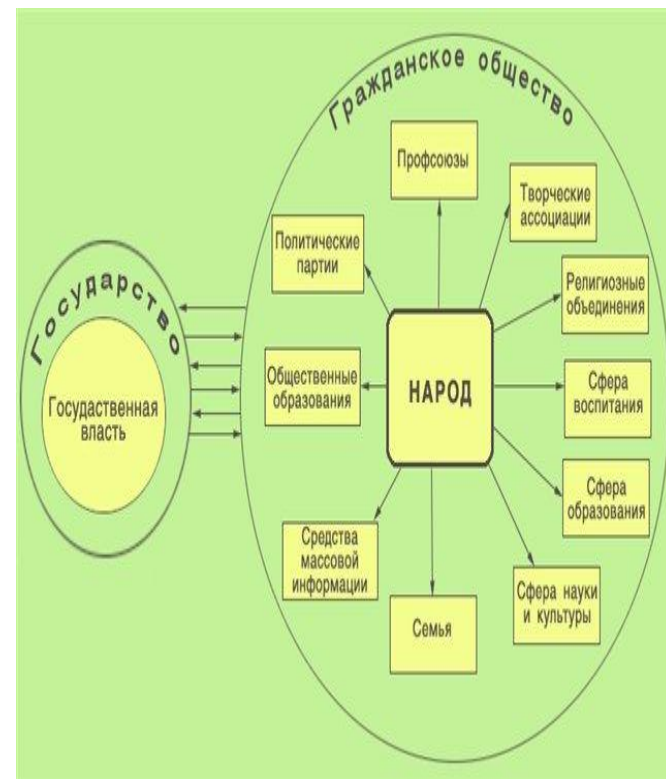 Гражданское общество
Профсоюзы
Творческие
ассоциации
Политические
партии
Религиозные
объединения
Государство
Государственная
власть
Общественные
образования
НАРОД
Сфера
воспитания
Сфера
образования
Средства
массовой
информации
Семья
Сфера науки
и культуры